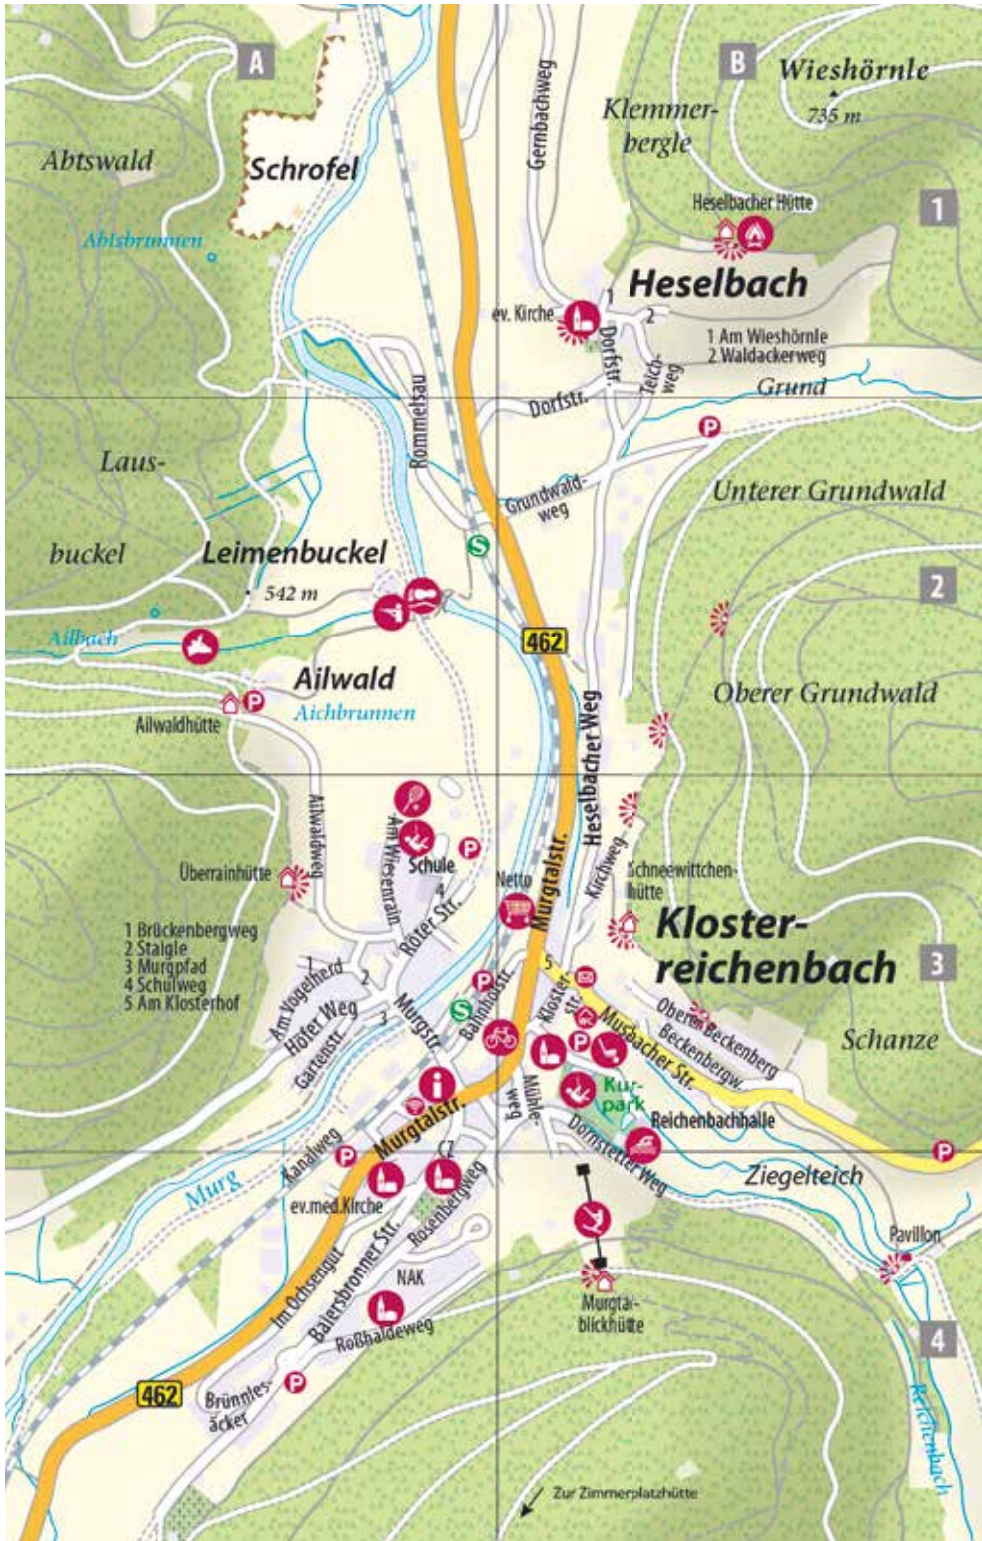 A
B
Wieshörnle
735 m
Klemmer-
bergle
Gernbachweg
Abtswald
Schrofel
Heselbacher Hütte
1
Abtsbrunnen
Heselbach
ev. Kirche
1
2
Dorfstr.
Teich-
weg
1 Am Wieshörnle
2 Waldackerweg
Grund
Dorfstr.
Rommelsau
P
Laus-
buckel
Grundwald-
weg
Unterer Grundwald
S
Leimenbuckel
542 m
2
Ailbach
462
Ailwald
Aichbrunnen
Oberer Grundwald
P
Ailwaldhütte
Heselbacher Weg
Ailwaldweg
Am Wiesenrain
Schule
P
4
Röter Str.
Netto
Murgtalstr.
Kirchweg
Schneewittchen-
hütte
Überrainhütte
Kloster-
reichenbach
3
1 Brückenbergweg
2 Staigle
3 Murgpfad
4 Schulweg
5 Am Klosterhof
1
2
3
Am Vogelherd
Höfer Weg
Gartenstr.
Murgstr.
P
S
Bahnhofstr.
5
Kloster
str.
P
Musbacher Str.
Oberer Beckenberg
Beckenbergw.
Schanze
Kur-
park
Mühle-
weg
Reichenbachhalle
Dornstetter Weg
i
Murgtalstr.
Kanalweg
P
P
Murg
ev.med.Kirche
CZ
Rosenbergweg
Ziegelteich
Pavillon
Im Ochsengut
Baiersbronner Str.
NAK
Roßhaldeweg
Murgtal-
blickhütte
4
462
P
Brünnles-
äcker
Reichenbach
Zur Zimmerplatzhütte